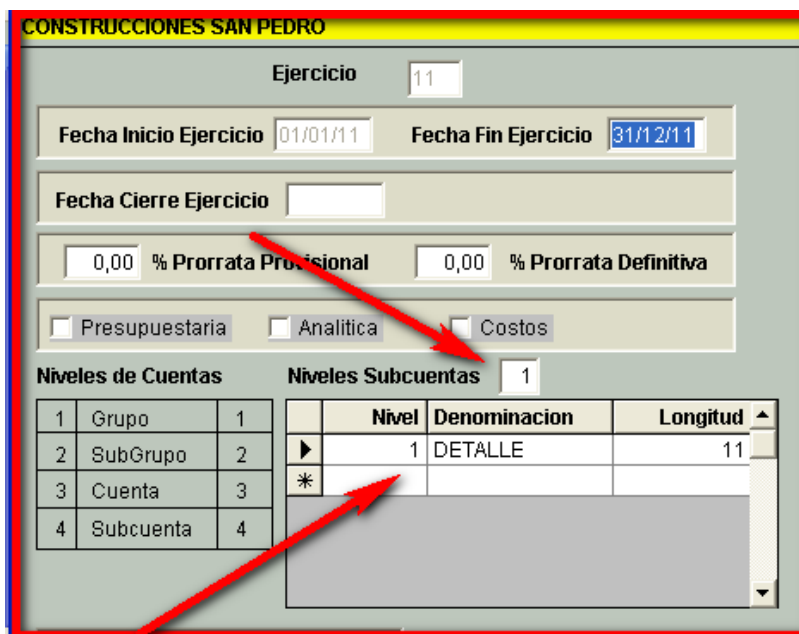 CONSTRUCCIONES SAN PEDRO
Ejercicio 11
Fecha Inicio Ejercicio 01/01/11 Fecha Fin Ejercicio 31/12/11
Fecha Cierre Ejercicio
0,00 % Prorrata Provisional 0,00 % Prorrata Definitiva
Presupuestaria Analitica Costos
Niveles de Cuentas Niveles Subcuentas 1
1 Grupo 1
2 SubGrupo 2
3 Cuenta 3
4 Subcuenta 4
Nivel Denominacion Longitud
1 DETALLE 11